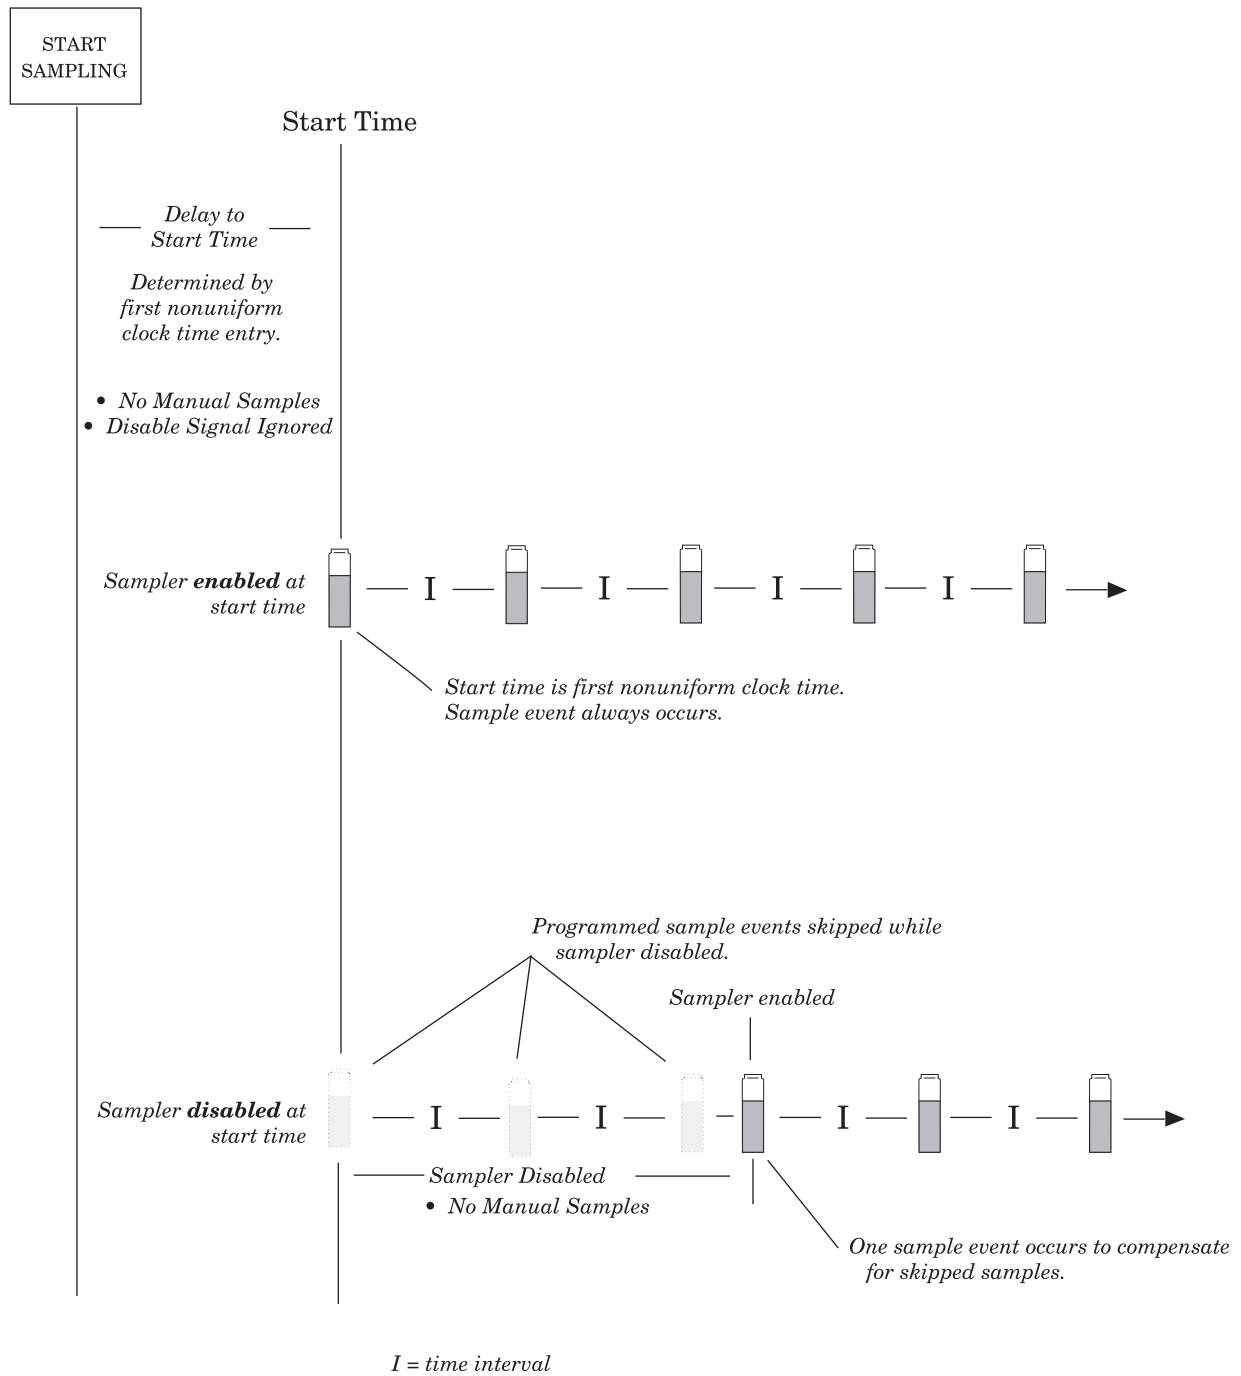 START
SAMPLING
Start Time
Delay to
Start Time
Determined by
first nonuniform
clock time entry.
• No Manual Samples
• Disable Signal Ignored
Sampler enabled at
start time
I I I I
Start time is first nonuniform clock time.
Sample event always occurs.
Programmed sample events skipped while
sampler disabled.
Sampler enabled
Sampler disabled at
start time
I I I I
Sampler Disabled
• No Manual Samples
One sample event occurs to compensate
for skipped samples.
I = time interval